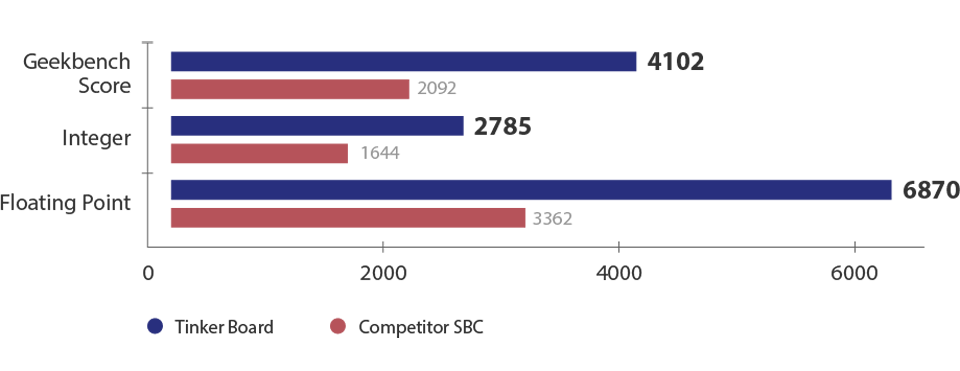 Geekbench
Score
4102
2092
Integer
2785
1644
Floating Point
6870
3362
0 2000 4000 6000
Tinker Board Competitor SBC